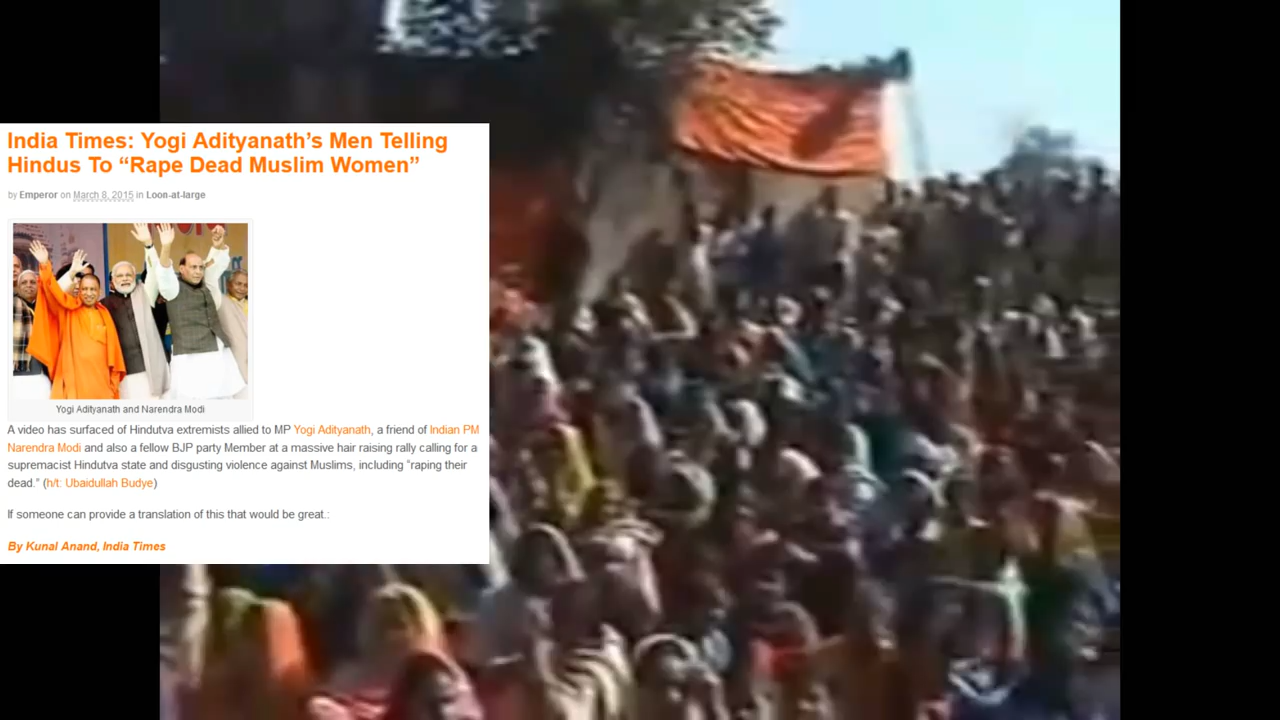 India Times: Yogi Adityanath's Men Telling
Hindus To “Rape Dead Muslim Women”
by Emperor on March 8, 2015 in Loon-at-large
Yogi Adityanath and Narendra Modi
A video has surfaced of Hindutva extremists allied to MP Yogi Adityanath, a friend of Indian PM
Narendra Modi and also a fellow BJP party Member at a massive hair raising rally calling for a
supremacist Hindutva state and disgusting violence against Muslims, including “raping their
dead.” (h/t: Ubaidullah Budye)
If someone can provide a translation of this that would be great.:
By Kunal Anand, India Times